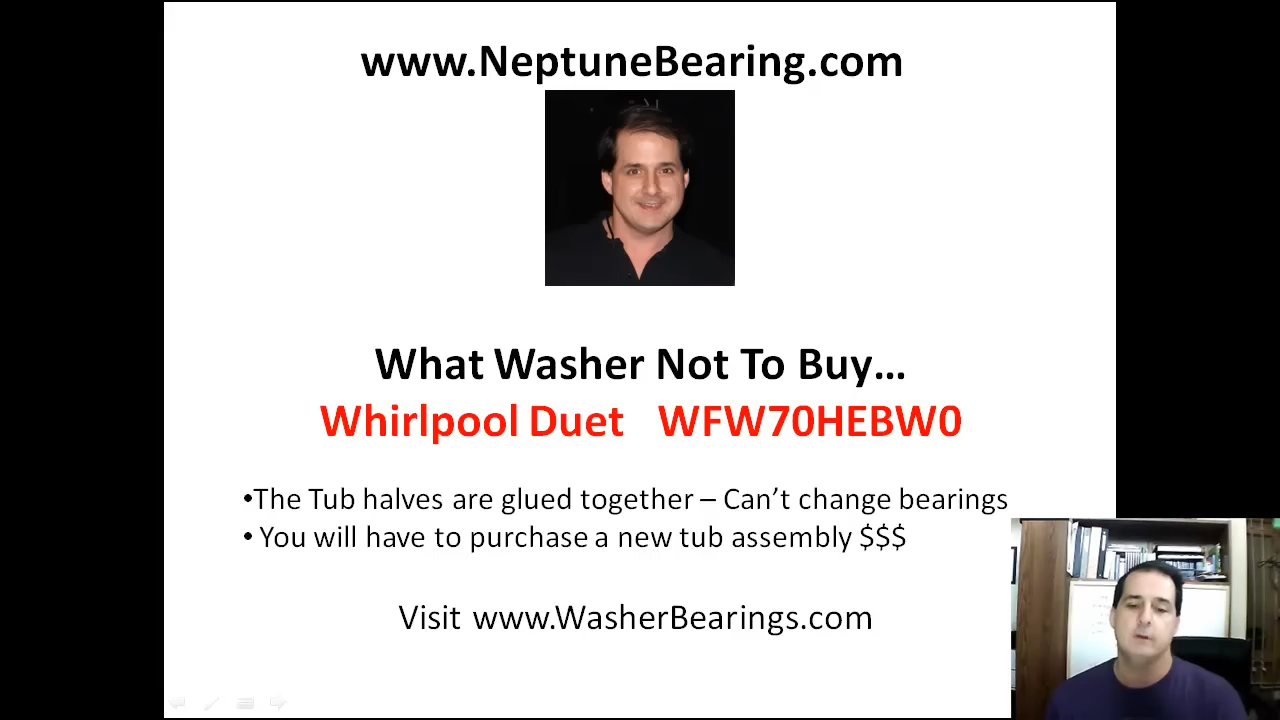 www.NeptuneBearing.com
What Washer Not To Buy...
Whirlpool Duet WFW70HEBW0
•The Tub halves are glued together – Can’t change bearings
• You will have to purchase a new tub assembly $$$
Visit www.WasherBearings.com